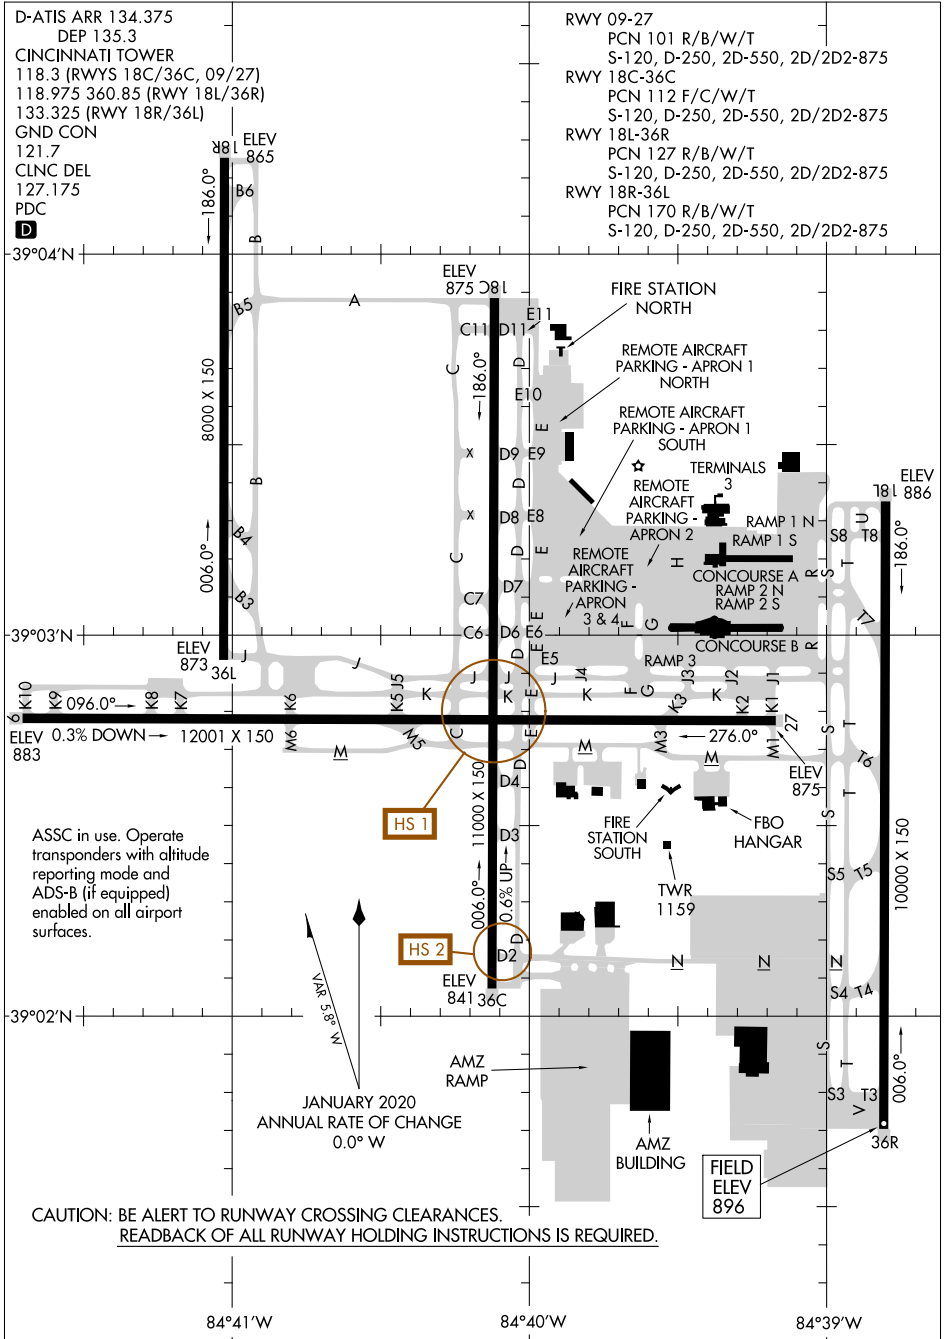 D-ATIS ARR 134.375
DEP 135.3
CINCINNATI TOWER
118.3 (RWYS 18C/36C, 09/27)
118.975 360.85 (RWY 18L/36R)
133.325 (RWY 18R/36L)
GND CON
121.7
CLNC DEL
127.175
PDC
D
RWY 09-27
PCN 101 R/B/W/T
S-120, D-250, 2D-550, 2D/2D2-875
RWY 18C-36C
PCN 112 F/C/W/T
S-120, D-250, 2D-550, 2D/2D2-875
RWY 18L-36R
PCN 127 R/B/W/T
S-120, D-250, 2D-550, 2D/2D2-875
RWY 18R-36L
PCN 170 R/B/W/T
S-120, D-250, 2D-550, 2D/2D2-875
18R
ELEV
865
186.0°
B6
B
39°04'N
B5
A
8000 X 150
B
B4
006.0°
B3
ELEV
873
36L
J
J
ELEV
875
18C
C11
D11
E11
186.0°
C
D
E10
E
X
D9
E9
D
X
D8
E8
C
D
E
D7
C7
E
C6
D6
E6
D
E
E5
FIRE STATION
NORTH
REMOTE AIRCRAFT
PARKING - APRON 1
NORTH
REMOTE AIRCRAFT
PARKING - APRON 1
SOUTH
REMOTE
AIRCRAFT
PARKING -
APRON 2
REMOTE
AIRCRAFT
PARKING -
APRON
3 & 4
TERMINALS
3
RAMP 1 N
RAMP 1 S
CONCOURSE A
RAMP 2 N
RAMP 2 S
CONCOURSE B
RAMP 3
H
F
G
R
R
S
T
ELEV
886
18L
U
S8
T8
186.0°
T7
39°03'N
J5
J
J
J
J4
J3
J2
J1
K10
K9
K8
K7
K6
K5
K
K
E
K
F
G
K3
K
K2
K1
9
096.0°
27
ELEV
883
0.3% DOWN
12001 X 150
M6
M
M5
C
E
E
M
M3
M
276.0°
M1
ELEV
875
S
T
T6
HS 1
11000 X 150
D
D4
D3
0.6% UP
006.0°
FIRE
STATION
SOUTH
FBO
HANGAR
TWR
1159
S
T
S5
T5
10000 X 150
ASSC in use. Operate
transponders with altitude
reporting mode and
ADS-B (if equipped)
enabled on all airport
surfaces.
HS 2
D
D2
N
N
N
ELEV
841
36C
S4
T4
39°02'N
VAR 5.8° W
JANUARY 2020
ANNUAL RATE OF CHANGE
0.0° W
AMZ
RAMP
AMZ
BUILDING
S
T
006.0°
S3
T3
V
36R
FIELD
ELEV
896
CAUTION: BE ALERT TO RUNWAY CROSSING CLEARANCES.
READBACK OF ALL RUNWAY HOLDING INSTRUCTIONS IS REQUIRED.
84°41'W
84°40'W
84°39'W